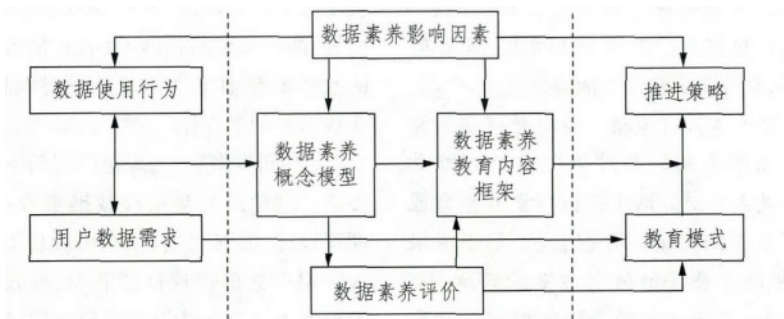 数据素养影响因素
数据使用行为
推进策略
数据素养
概念模型
数据素养
教育内容
框架
用户数据需求
教育模式
数据素养评价